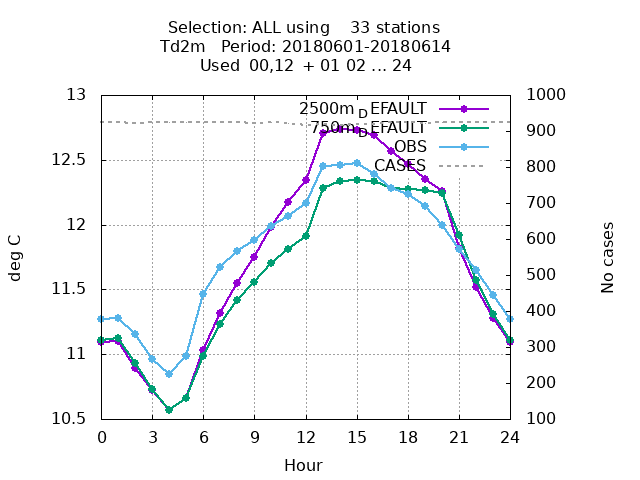 Selection: ALL using    33 stations
Td2m   Period: 20180601-20180614
Used  00,12  + 01 02 ... 24
13
12.5
12
11.5
11
10.5
1000
900
800
700
600
500
400
300
200
100
deg C
No cases
2500m_DEFAULT
750m_DEFAULT
OBS
CASES
0 3 6 9 12 15 18 21 24
Hour